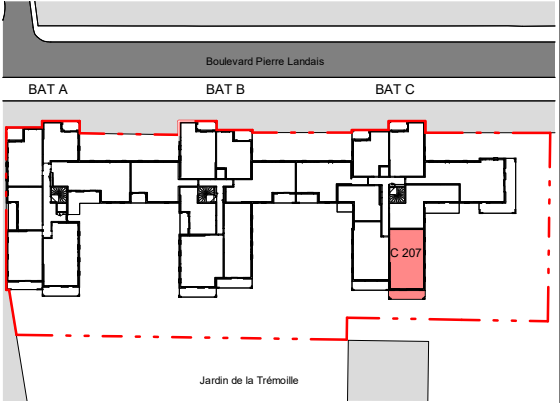 Boulevard Pierre Landais
BAT A BAT B BAT C
C 207
Jardin de la Trémoille